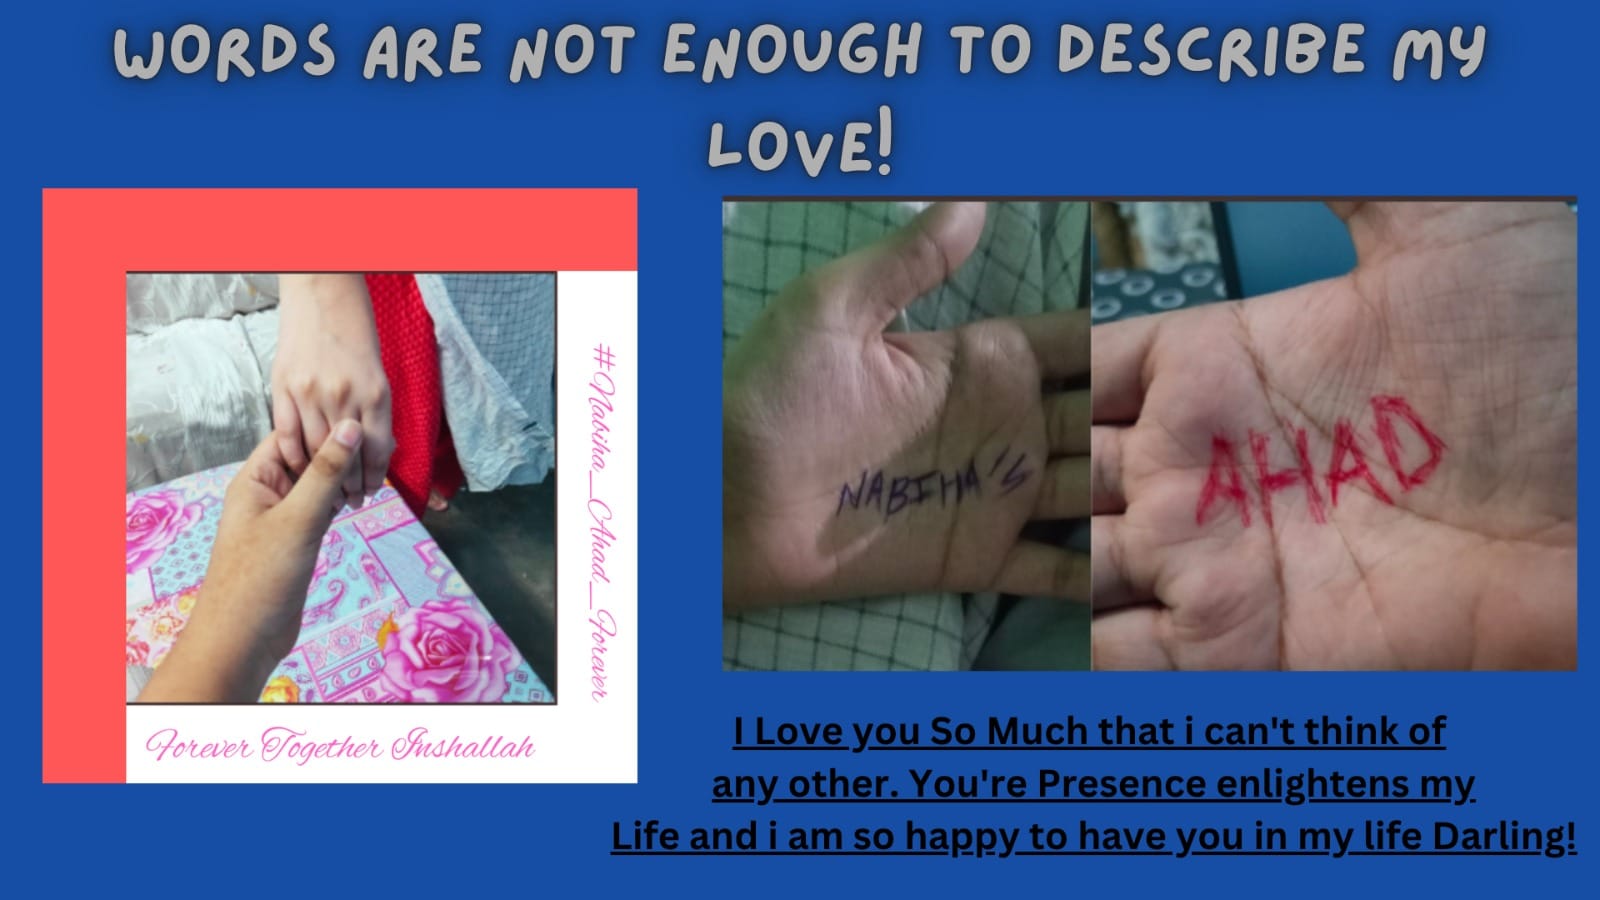 WORDS ARE NOT ENOUGH TO DESCRIBE MY
LOVE!
#Nabiha_Ahad_Forever
Forever Together Inshallah
NABIHA'S
AHAD
I Love you So Much that i can't think of
any other. You're Presence enlightens my
Life and i am so happy to have you in my life Darling!